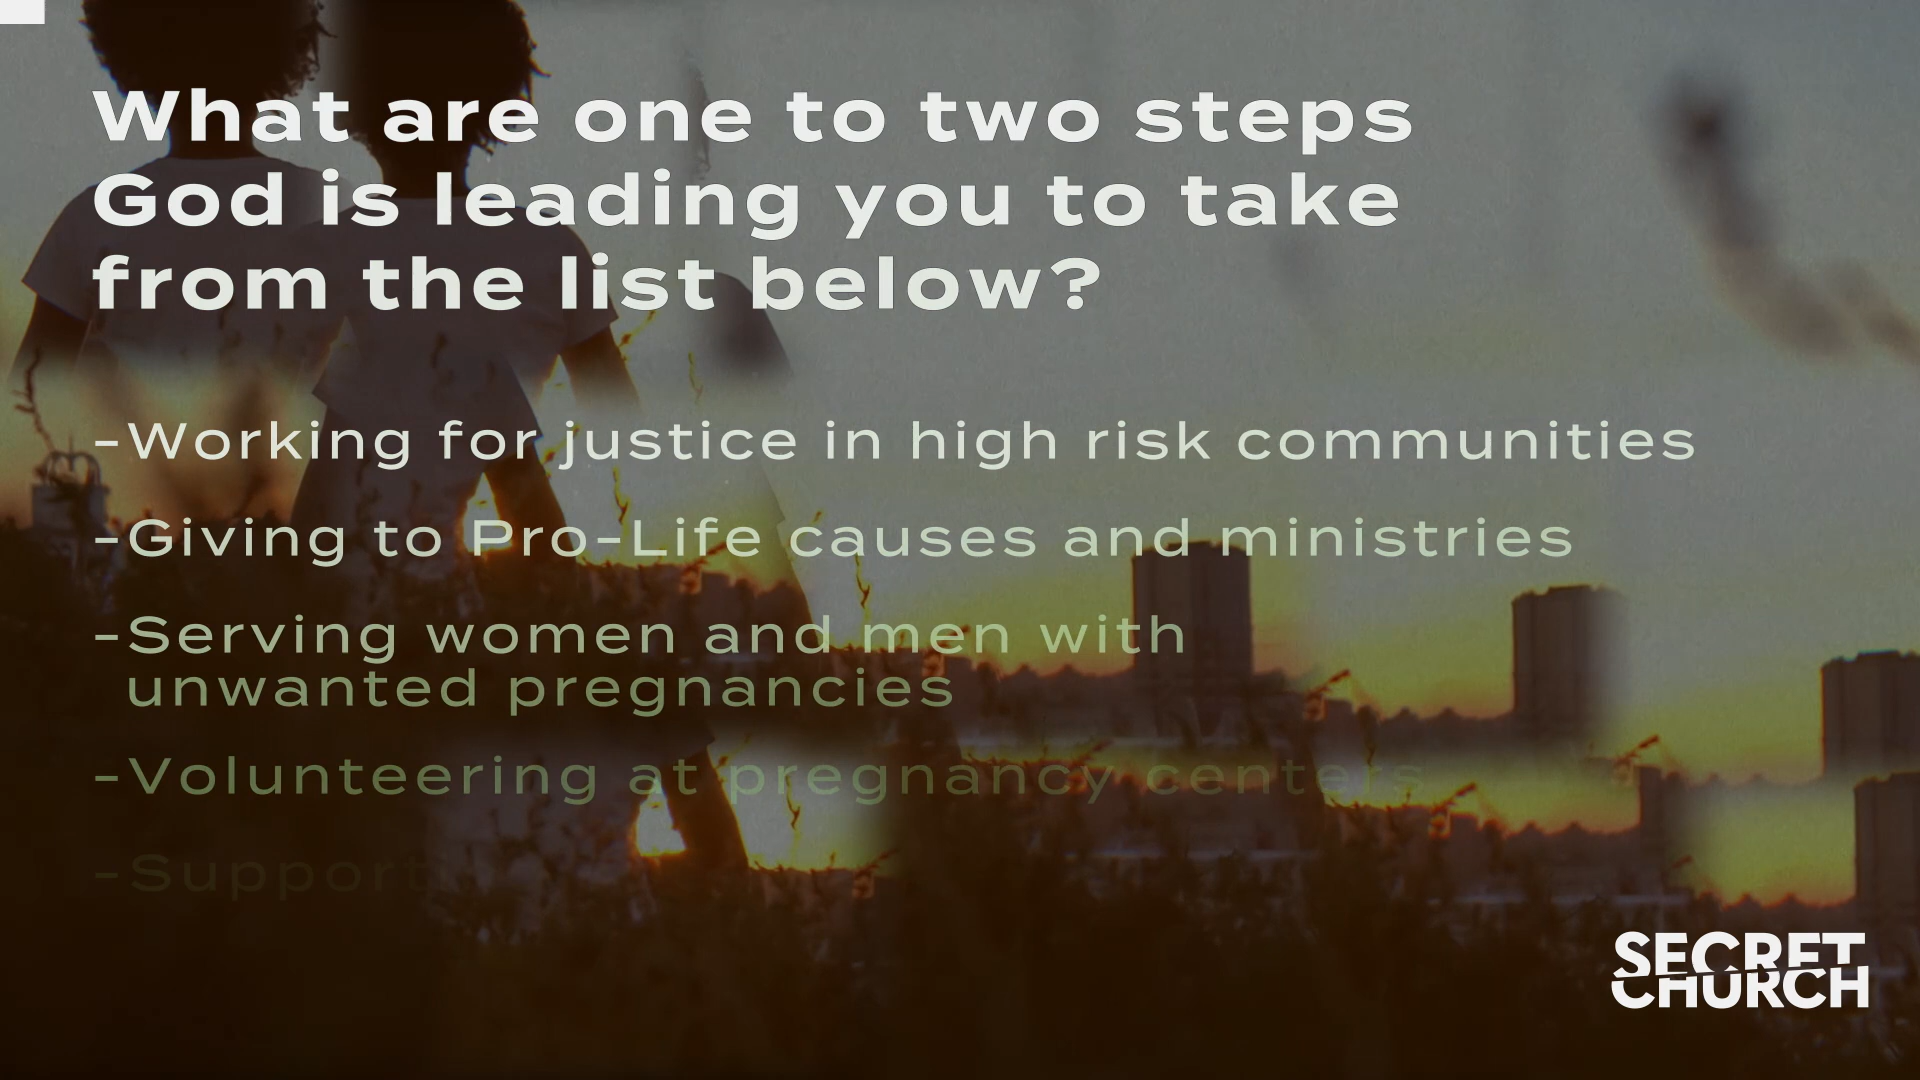 What are one to two steps
God is leading you to take
from the list below?
-Working for justice in high risk communities
-Giving to Pro-Life causes and ministries
-Serving women and men with
unwanted pregnancies
-Volunteering at pregnancy centers
-Support
SECRET
CHURCH